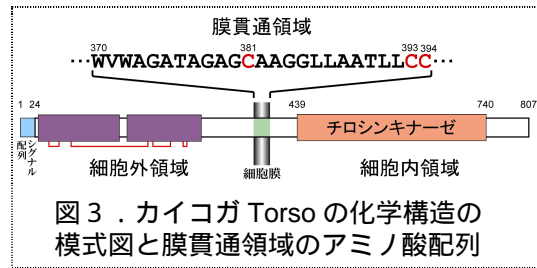 膜貫通領域
370 381 393 394
…WVWAGATAGAGCAAGGLLAATLLCC…
1 24 439 740 807
チロシンキナーゼ
シグナル
配列
細胞外領域 細胞膜 細胞内領域
図３．カイコガ Torso の化学構造の
模式図と膜貫通領域のアミノ酸配列